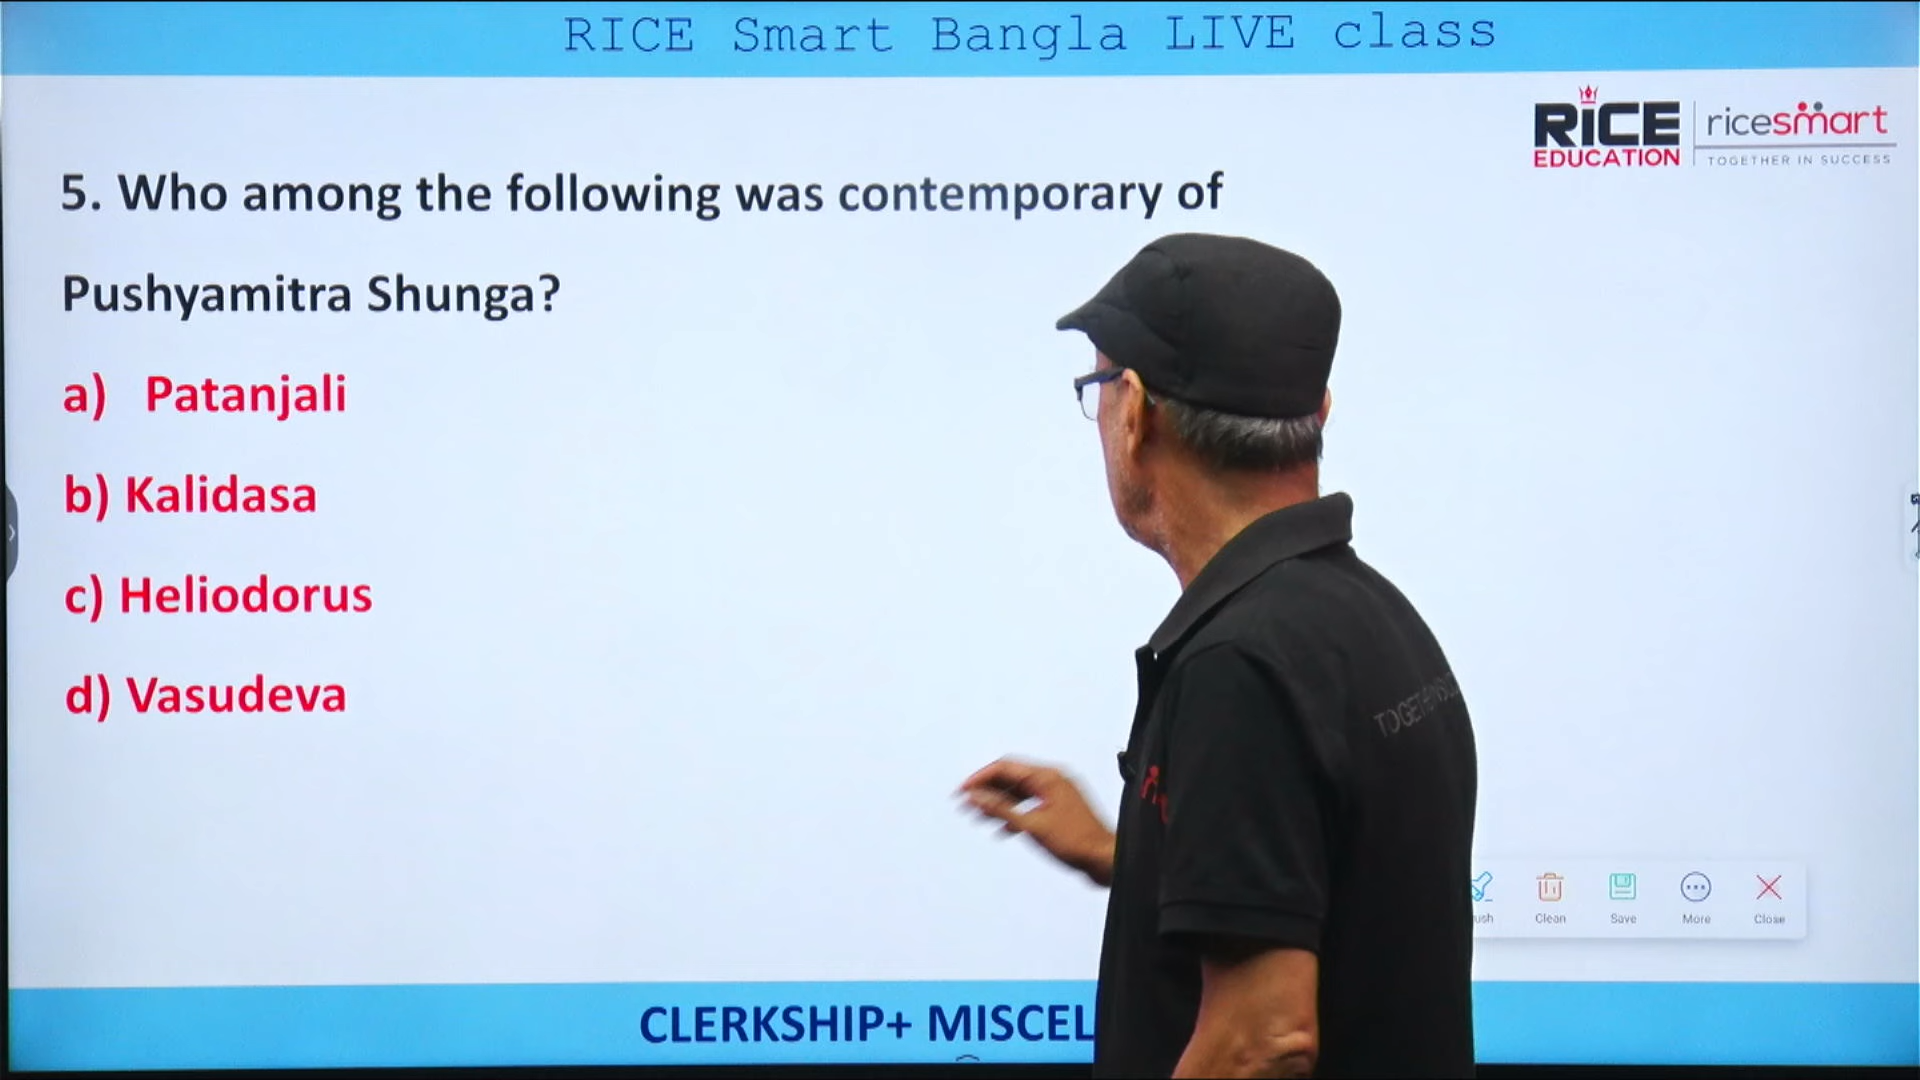 RICE Smart Bangla LIVE class
RiCE
EDUCATION
ricesmart
TOGETHER IN SUCCESS
5. Who among the following was contemporary of
Pushyamitra Shunga?
a) Patanjali
b) Kalidasa
c) Heliodorus
d) Vasudeva
Clean
Save
More
Close
CLERKSHIP+ MISCEL